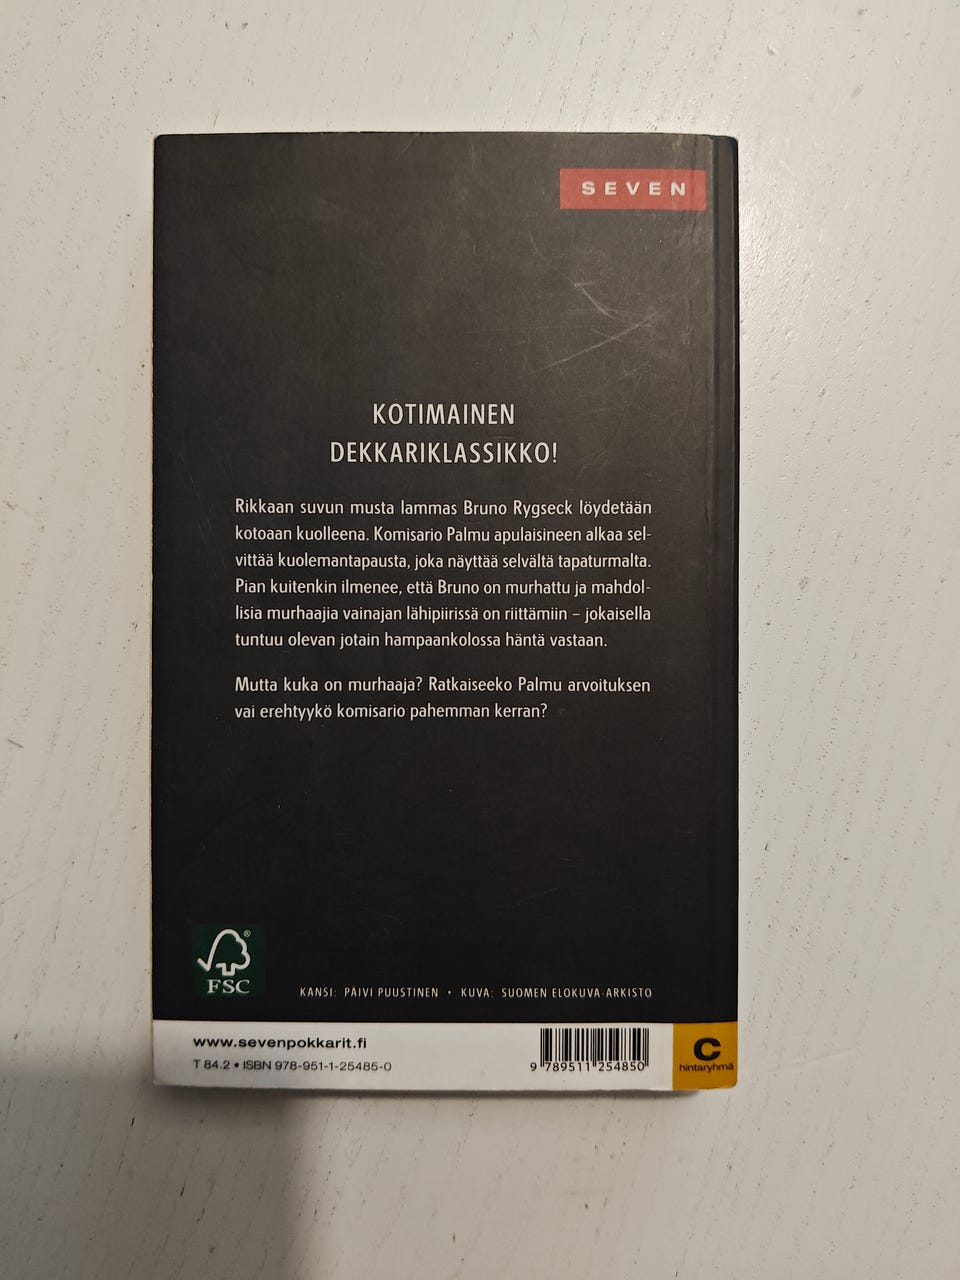 SEVEN
KOTIMAINEN
DEKKARIKLASSIKKO!
Rikkaan suvun musta lammas Bruno Rygseck löydetään
kotoaan kuolleena. Komisario Palmu apulaisineen alkaa sel-
vittää kuolemantapausta, joka näyttää selvältä tapaturmalta.
Pian kuitenkin ilmenee, että Bruno on murhattu ja mahdol-
lisia murhaajia vainajan lähipiirissä on riittämiin – jokaisella
tuntuu olevan jotain hampaankolossa häntä vastaan.
Mutta kuka on murhaaja? Ratkaiseeko Palmu arvoituksen
vai erehtyykö komisario pahemman kerran?
®
FSC
KANSI: PÄIVI PUUSTINEN • KUVA: SUOMEN ELOKUVA-ARKISTO
www.sevenpokkarit.fi
T 84.2 • ISBN 978-951-1-25485-0
9 789511 254850
C
hintaryhmä